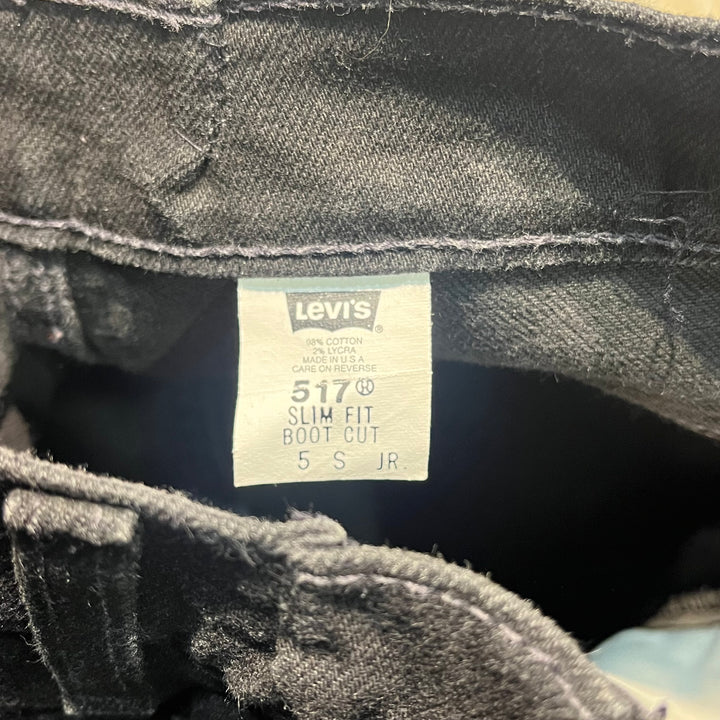 LEVI'S ®
98% COTTON
2% LYCRA
MADE IN U S A
CARE ON REVERSE
517 ®
SLIM FIT
BOOT CUT
5 S JR.